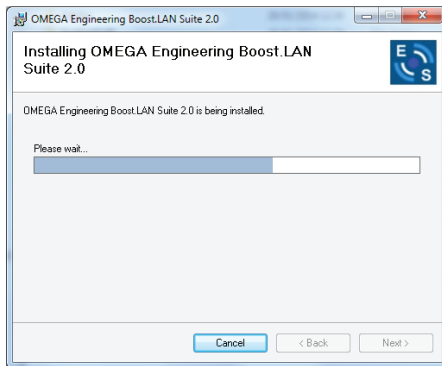 OMEGA Engineering Boost.LAN Suite 2.0
Installing OMEGA Engineering Boost.LAN
Suite 2.0
E
S
OMEGA Engineering Boost.LAN Suite 2.0 is being installed.
Please wait...
Cancel
< Back
Next >